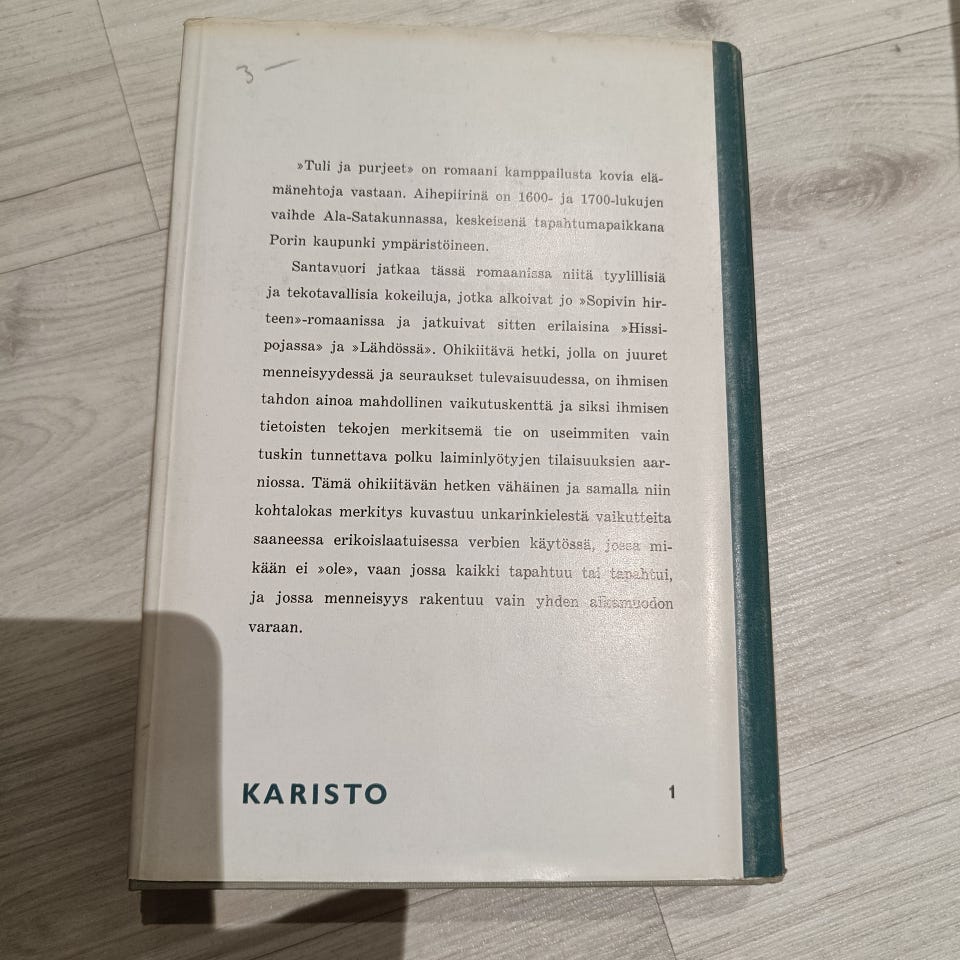 3 —
»Tuli ja purjeet» on romaani kamppailusta kovia elä-
mänehtoja vastaan. Aihepiirinä on 1600- ja 1700-lukujen
vaihde Ala-Satakunnassa, keskeisenä tapahtumapaikkana
Porin kaupunki ympäristöineen.
Santavuori jatkaa tässä romaanissa niitä tyylillisiä
ja tekotavallisia kokeiluja, jotka alkoivat jo »Sopivin hir-
teen»-romaanissa ja jatkuivat sitten erilaisina »Hissi-
pojassa» ja »Lähdössä». Ohikiitävä hetki, jolla on juuret
menneisyydessä ja seuraukset tulevaisuudessa, on ihmisen
tahdon ainoa mahdollinen vaikutuskenttä ja siksi ihmisen
tietoisten tekojen merkitsemä tie on useimmiten vain
tuskin tunnettava polku laiminlyötyjen tilaisuuksien aar-
niossa. Tämä ohikiitävän hetken vähäinen ja samalla niin
kohtalokas merkitys kuvastuu unkarinkielestä vaikutteita
saaneessa erikoislaatuisessa verbien käytössä, jossa mi-
kään ei »ole», vaan jossa kaikki tapahtuu tai tapahtui,
ja jossa menneisyys rakentuu vain yhden aikamuodon
varaan.
KARISTO 1